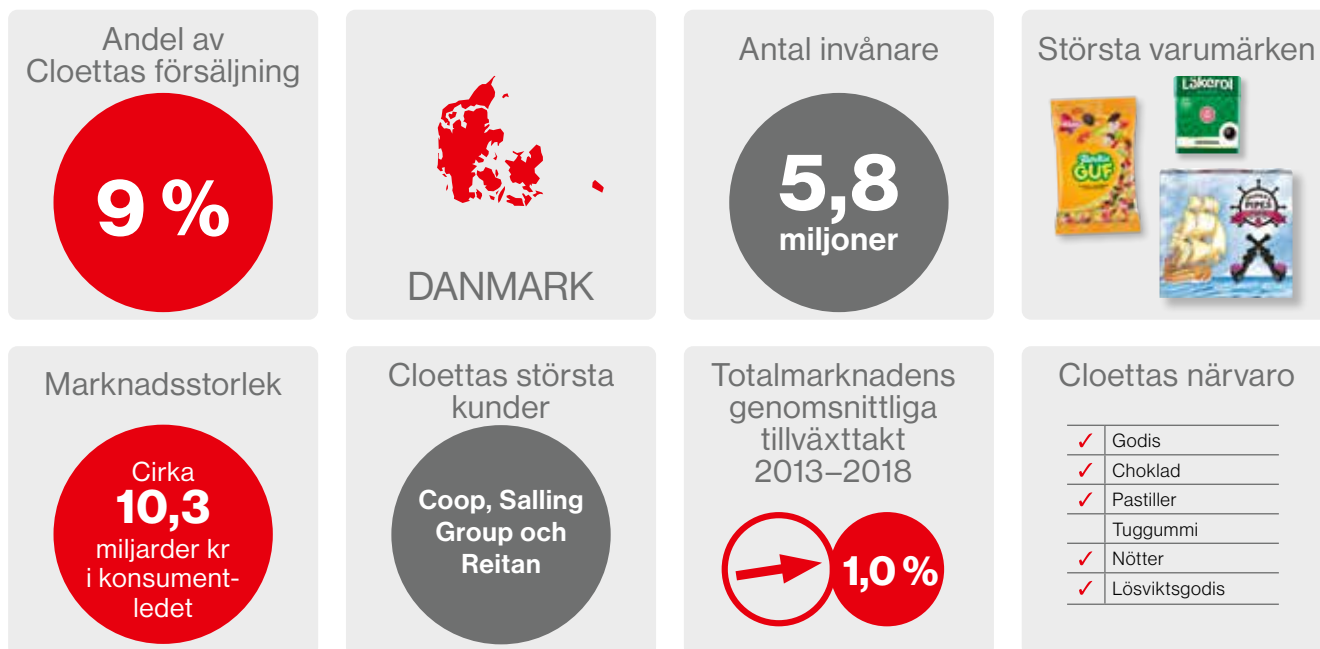 Andel av
Cloettas försäljning
9 %
DANMARK
Antal invånare
5,8
miljoner
Största varumärken
Läkerol
GUF
PIPES
Marknadsstorlek
Cirka
10,3
miljarder kr
i konsument-
ledet
Cloettas största
kunder
Coop, Salling
Group och
Reitan
Totalmarknadens
genomsnittliga
tillväxttakt
2013–2018
1,0 %
Cloettas närvaro
✓ Godis
✓ Choklad
✓ Pastiller
Tuggummi
✓ Nötter
✓ Lösviktsgodis